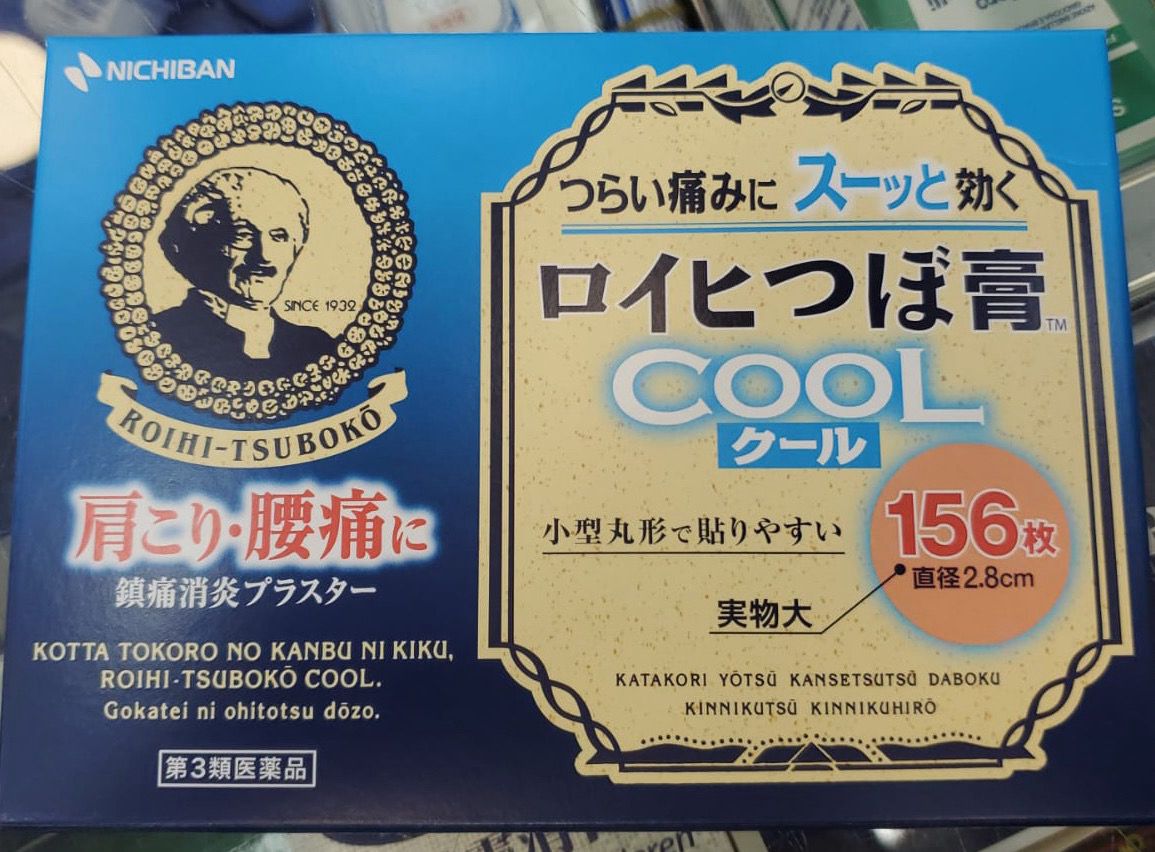 NICHIBAN
SINCE 1932
ROIHI-TSUBOKŌ
肩こり・腰痛に
鎮痛消炎プラスター
KOTTA TOKORO NO KANBU NI KIKU,
ROIHI-TSUBOKŌ COOL.
Gokatei ni ohitotsu dōzo.
第3類医薬品
つらい痛みに スーッと効く
ロイヒつぼ膏™
COOL
クール
小型丸形で貼りやすい
156枚
直径2.8cm
実物大
KATAKORI YŌTSŪ KANSETSUTSŪ DABOKU
KINNIKUTSŪ KINNIKUHIRŌ